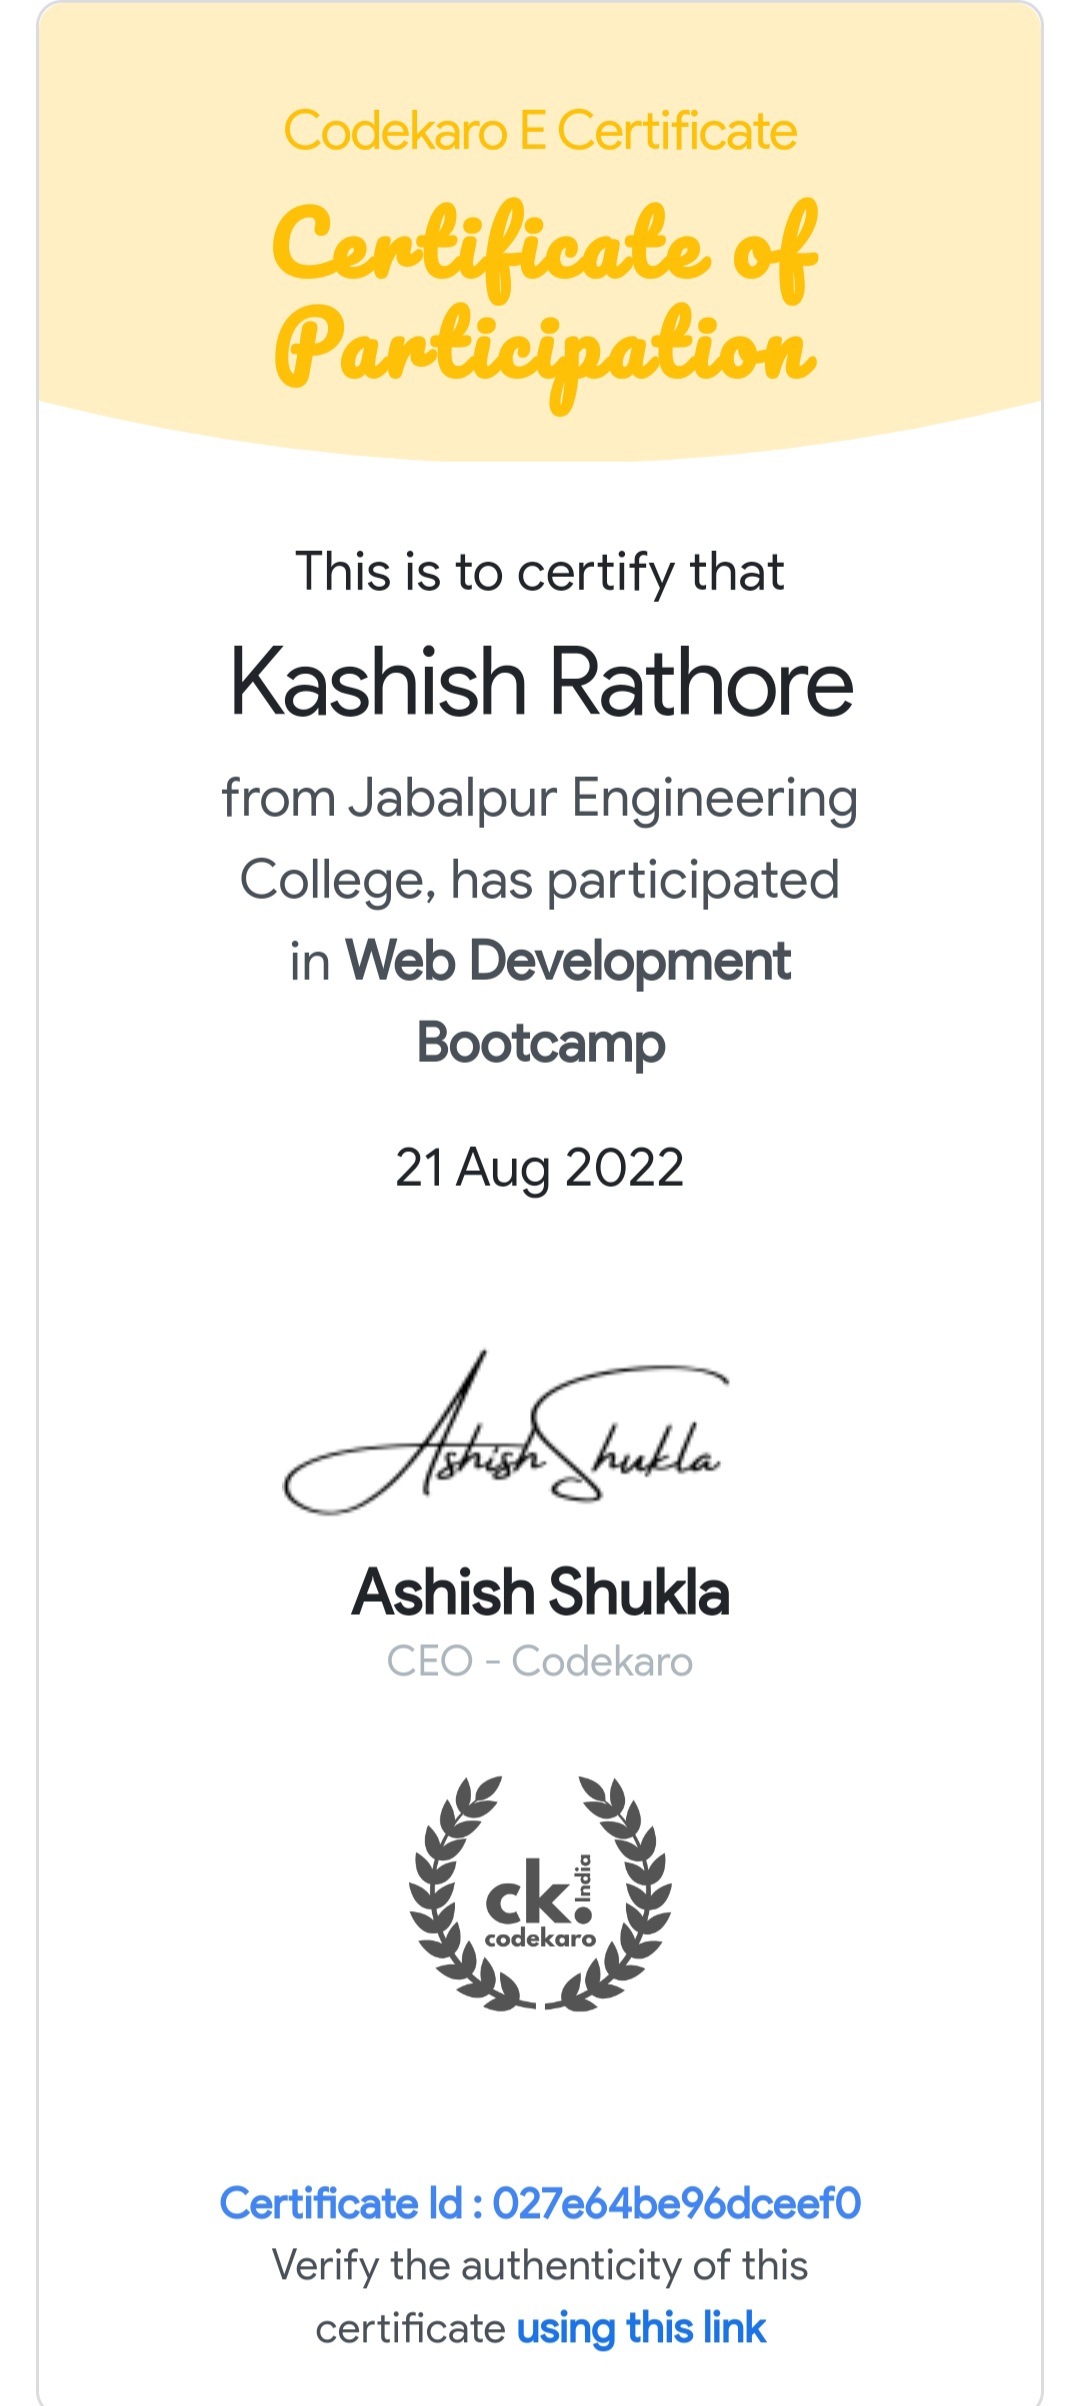 Codekaro E Certificate
Certificate of
Participation
This is to certify that
Kashish Rathore
from Jabalpur Engineering
College, has participated
in Web Development
Bootcamp
21 Aug 2022
Ashish Shukla
Ashish Shukla
CEO - Codekaro
ck. India
codekaro
Certificate Id : 027e64be96dceef0
Verify the authenticity of this
certificate using this link